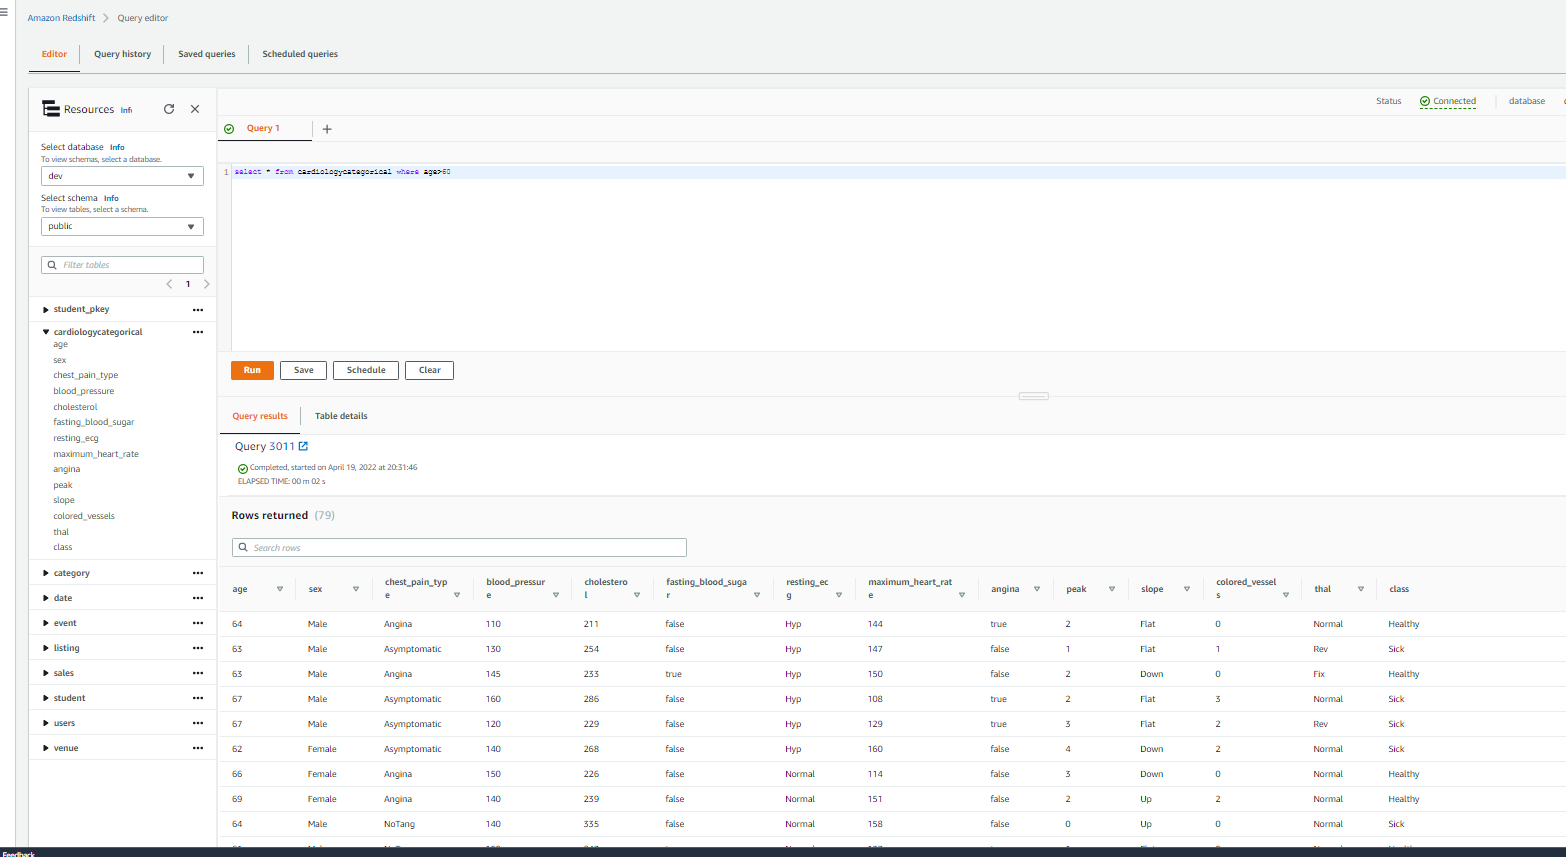 Amazon Redshift > Query editor
Editor Query history Saved queries Scheduled queries
Resources Info
Select database Info
To view schemas, select a database.
dev
Select schema Info
To view tables, select a schema.
public
Filter tables
1
student_pkey
cardiologycategorical
age
sex
chest_pain_type
blood_pressure
cholesterol
fasting_blood_sugar
resting_ecg
maximum_heart_rate
angina
peak
slope
colored_vessels
thal
class
category
date
event
listing
sales
student
users
venue
Status Connected database
Query 1 +
1 select * from cardiologycategorical where age>60
Run Save Schedule Clear
Query results Table details
Query 3011
Completed, started on April 19, 2022 at 20:31:46
ELAPSED TIME: 00 m 02 s
Rows returned (79)
Search rows
age sex chest_pain_type blood_pressure cholesterol fasting_blood_sugar resting_ecg maximum_heart_rate angina peak slope colored_vessels thal class
64 Male Angina 110 211 false Hyp 144 true 2 Flat 0 Normal Healthy
63 Male Asymptomatic 130 254 false Hyp 147 false 1 Flat 1 Rev Sick
63 Male Angina 145 233 true Hyp 150 false 2 Down 0 Fix Healthy
67 Male Asymptomatic 160 286 false Hyp 108 true 2 Flat 3 Normal Sick
67 Male Asymptomatic 120 229 false Hyp 129 true 3 Flat 2 Rev Sick
62 Female Asymptomatic 140 268 false Hyp 160 false 4 Down 2 Normal Sick
66 Female Angina 150 226 false Normal 114 false 3 Down 0 Normal Healthy
69 Female Angina 140 239 false Normal 151 false 2 Up 2 Normal Healthy
64 Male NoTang 140 335 false Normal 158 false 0 Up 0 Normal Sick
Feedback